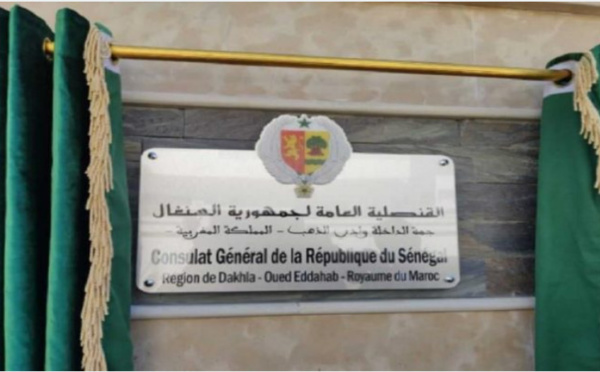 القنصلية العامة لجمهورية السنغال
جهة الداخلة وادي الذهب - المملكة المغربية -
Consulat Général de la République du Sénégal
Région de Dakhla - Oued Eddahab - Royaume du Maroc